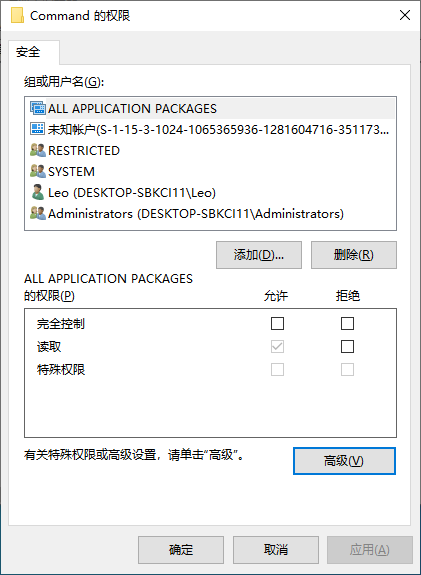 Command 的权限
安全
组或用户名(G):
ALL APPLICATION PACKAGES
未知帐户(S-1-15-3-1024-1065365936-1281604716-351173...
RESTRICTED
SYSTEM
Leo (DESKTOP-SBKCI11\Leo)
Administrators (DESKTOP-SBKCI11\Administrators)
添加(D)...
删除(R)
ALL APPLICATION PACKAGES
的权限(P)
允许
拒绝
完全控制
读取
特殊权限
有关特殊权限或高级设置，请单击“高级”。
高级(V)
确定
取消
应用(A)